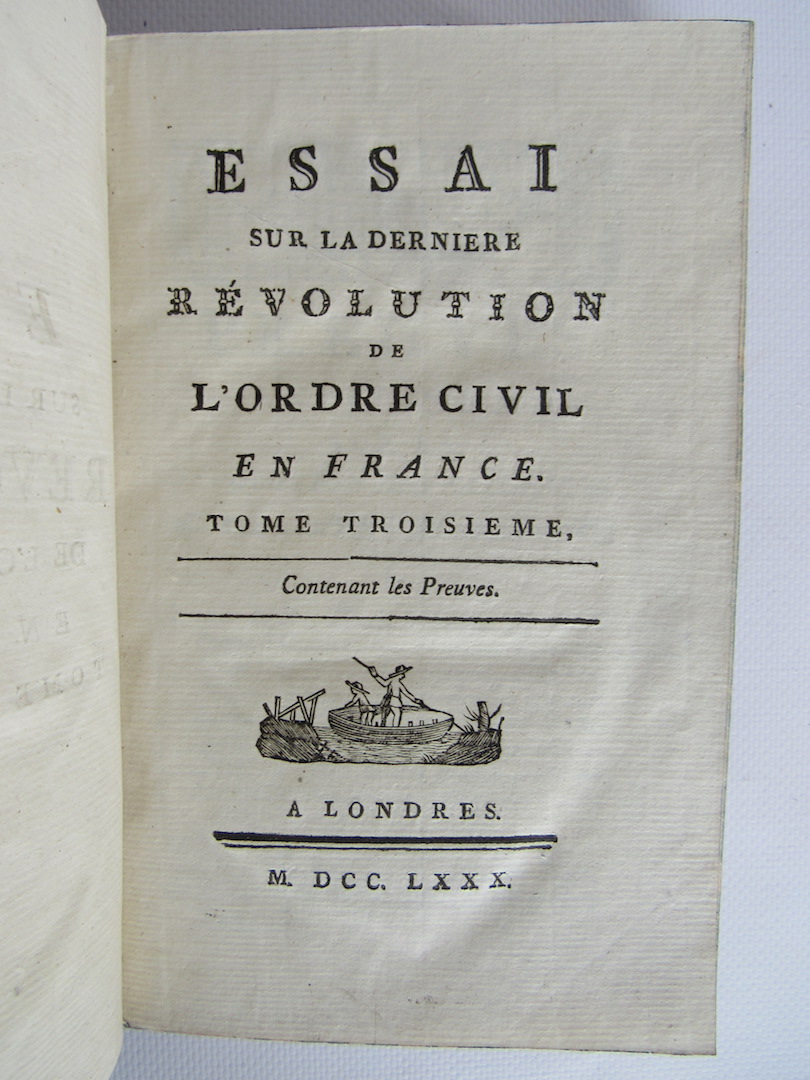 ESSAI
SUR LA DERNIERE
RÉVOLUTION
DE
L'ORDRE CIVIL
EN FRANCE.
TOME TROISIEME,
Contenant les Preuves.
A LONDRES.
M. DCC. LXXX.